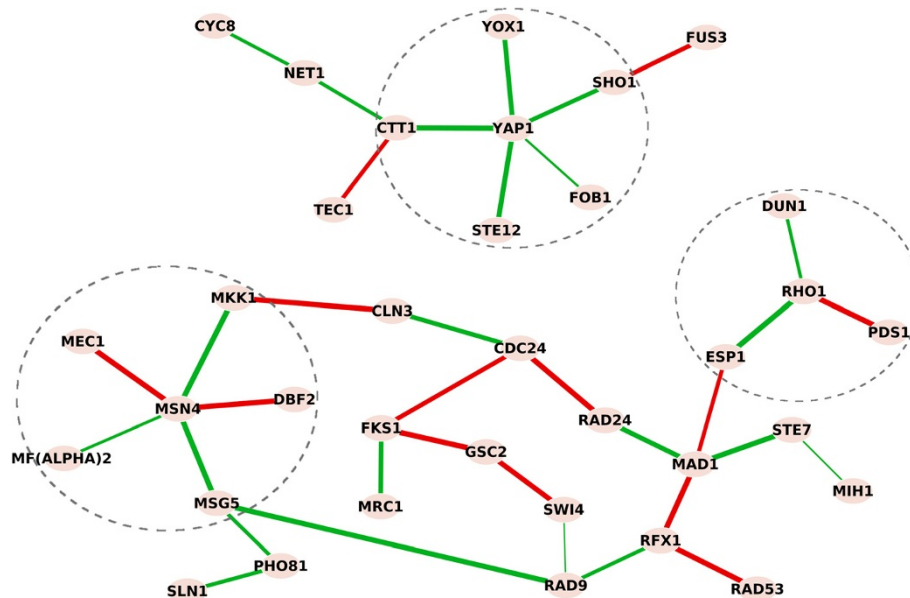 CYC8
YOX1
FUS3
NET1
SHO1
CTT1
YAP1
TEC1
FOB1
STE12
DUN1
MKK1
RHO1
CLN3
PDS1
MEC1
CDC24
ESP1
MSN4
DBF2
RAD24
FKS1
STE7
MF(ALPHA)2
GSC2
MAD1
MIH1
MSG5
MRC1
SWI4
RFX1
PHO81
SLN1
RAD9
RAD53